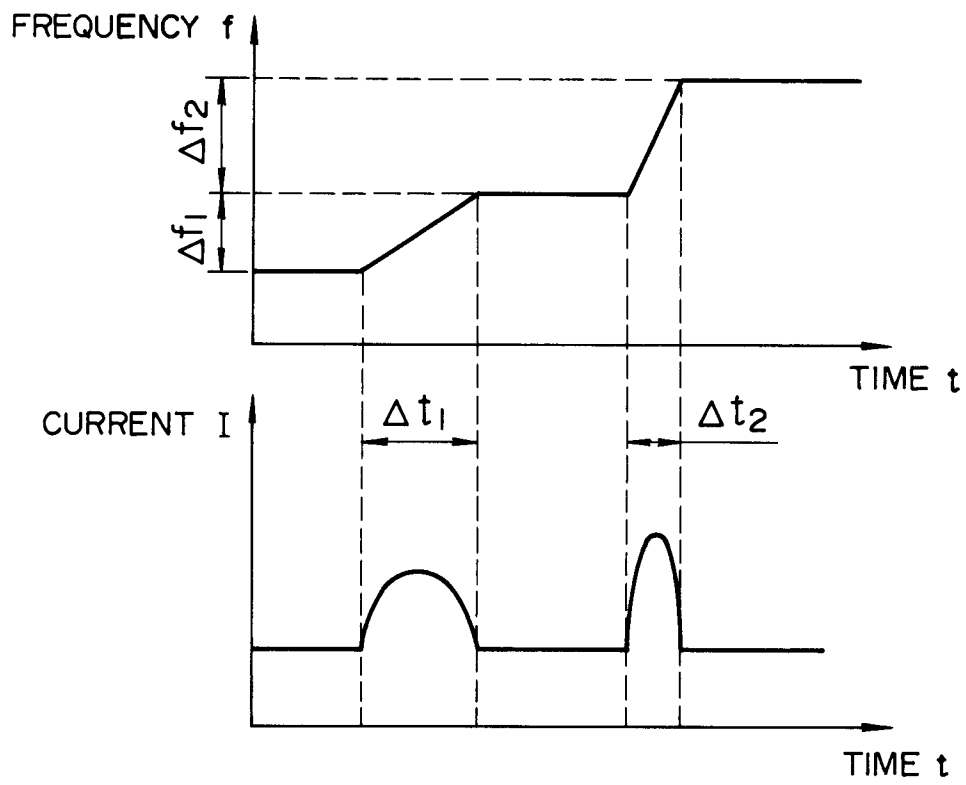 FREQUENCY f
Δf2
Δf1
TIME t
CURRENT I
Δt1
Δt2
TIME t